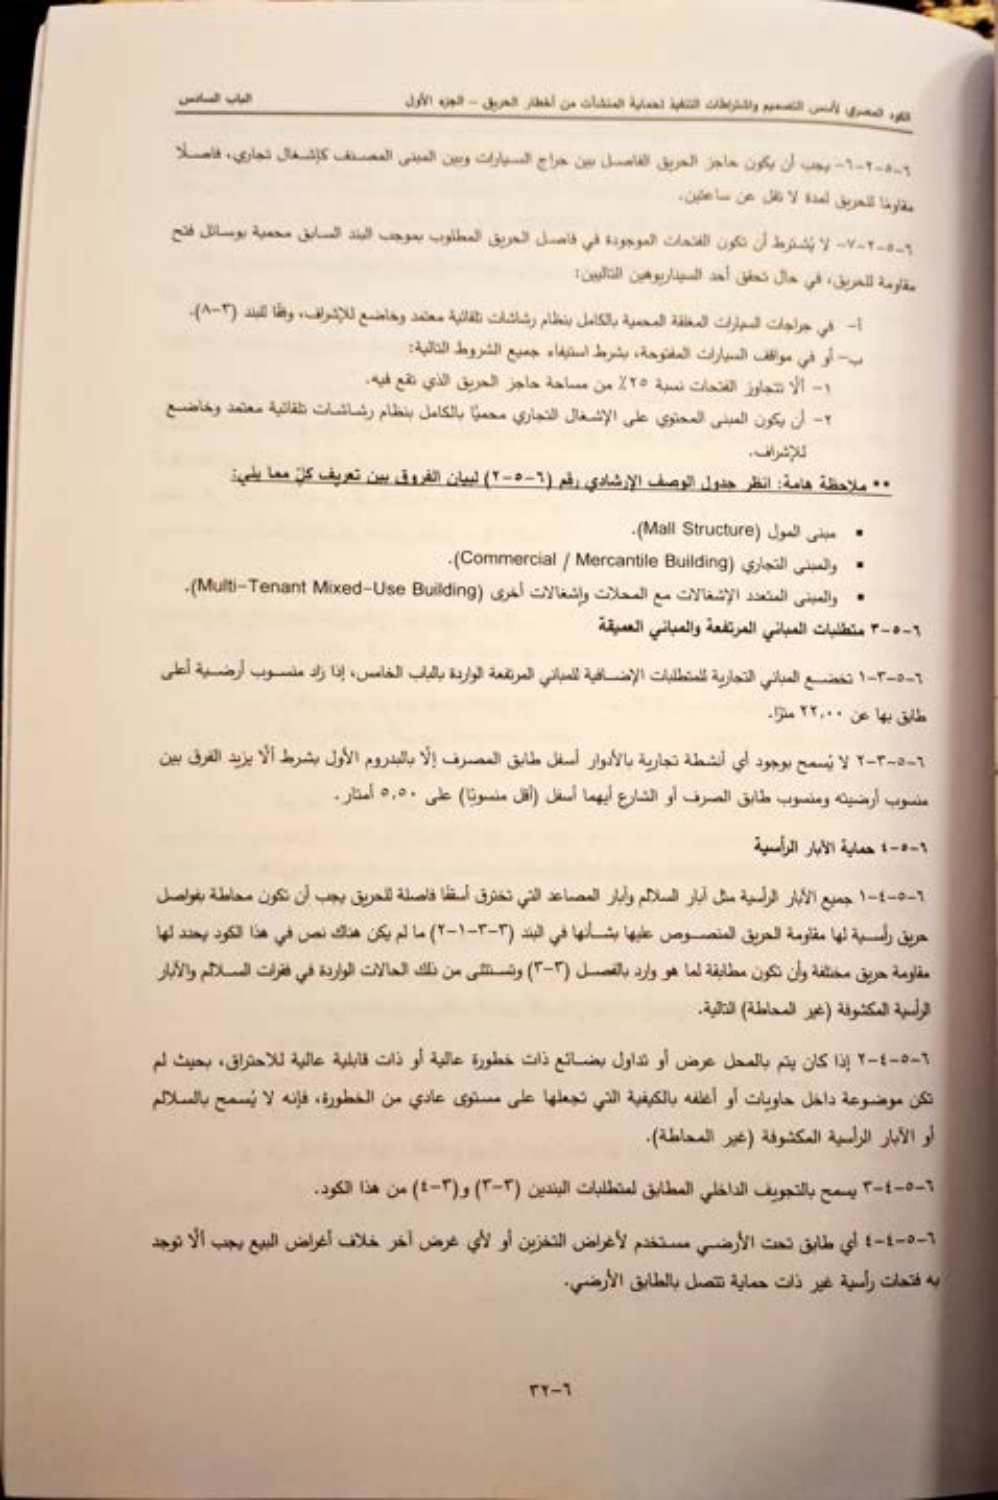 الكود المصري لأسس التصميم واشتراطات التنفيذ لحماية المنشآت من أخطار الحريق – الجزء الأول
الباب السادس
٦-٥-٢-٦- يجب أن يكون حاجز الحريق الفاصل بين جراج السيارات وبين المبنى المصنف كإشغال تجاري، فاصلًا
مقاومًا للحريق لمدة لا تقل عن ساعتين.
٦-٥-٢-٧- لا يُشترط أن تكون الفتحات الموجودة في فاصل الحريق المطلوب بموجب البند السابق محمية بوسائل فتح
مقاومة للحريق، في حال تحقق أحد السيناريوهين التاليين:
أ- في جراجات السيارات المغلقة المحمية بالكامل بنظام رشاشات تلقائية معتمد وخاضع للإشراف، وفقًا للبند (٣-٨).
ب- أو في مواقف السيارات المفتوحة، بشرط استيفاء جميع الشروط التالية:
١- ألّا تتجاوز الفتحات نسبة ٢٥٪ من مساحة حاجز الحريق الذي تقع فيه.
٢- أن يكون المبنى المحتوي على الإشغال التجاري محميًا بالكامل بنظام رشاشات تلقائية معتمد وخاضع
للإشراف.
** ملاحظة هامة: انظر جدول الوصف الإرشادي رقم (٦-٥-٢) لبيان الفروق بين تعريف كلٍ مما يلي:
▪ مبنى المول (Mall Structure).
▪ والمبنى التجاري (Commercial / Mercantile Building).
▪ والمبنى المتعدد الإشغالات مع المحلات وإشغالات أخرى (Multi-Tenant Mixed-Use Building).
٦-٥-٣ متطلبات المباني المرتفعة والمباني العميقة
٦-٥-٣-١ تخضع المباني التجارية للمتطلبات الإضافية للمباني المرتفعة الواردة بالباب الخامس، إذا زاد منسوب أرضية أعلى
طابق بها عن ٢٢,٠٠ مترًا.
٦-٥-٣-٢ لا يُسمح بوجود أي أنشطة تجارية بالأدوار أسفل طابق المصرف إلّا بالبدروم الأول بشرط ألّا يزيد الفرق بين
منسوب أرضيته ومنسوب طابق الصرف أو الشارع أيهما أسفل (أقل منسوبًا) على ٥,٥٠ أمتار.
٦-٥-٤ حماية الآبار الرأسية
٦-٥-٤-١ جميع الآبار الرأسية مثل آبار السلالم وآبار المصاعد التي تخترق أسقفًا فاصلة للحريق يجب أن تكون محاطة بفواصل
حريق رأسية لها مقاومة الحريق المنصوص عليها بشأنها في البند (٣-٣-١-٢) ما لم يكن هناك نص في هذا الكود يحدد لها
مقاومة حريق مختلفة وأن تكون مطابقة لما هو وارد بالفصل (٣-٣) وتستثنى من ذلك الحالات الواردة في فقرات السلالم والآبار
الرأسية المكشوفة (غير المحاطة) التالية.
٦-٥-٤-٢ إذا كان يتم بالمحل عرض أو تداول بضائع ذات خطورة عالية أو ذات قابلية عالية للاحتراق، بحيث لم
تكن موضوعة داخل حاويات أو أغلفه بالكيفية التي تجعلها على مستوى عادي من الخطورة، فإنه لا يُسمح بالسلالم
أو الآبار الرأسية المكشوفة (غير المحاطة).
٦-٥-٤-٣ يسمح بالتجويف الداخلي المطابق لمتطلبات البندين (٣-٣) و(٣-٤) من هذا الكود.
٦-٥-٤-٤ أي طابق تحت الأرضي مستخدم لأغراض التخزين أو لأي غرض آخر خلاف أغراض البيع يجب ألّا توجد
به فتحات رأسية غير ذات حماية تتصل بالطابق الأرضي.
٦-٣٢